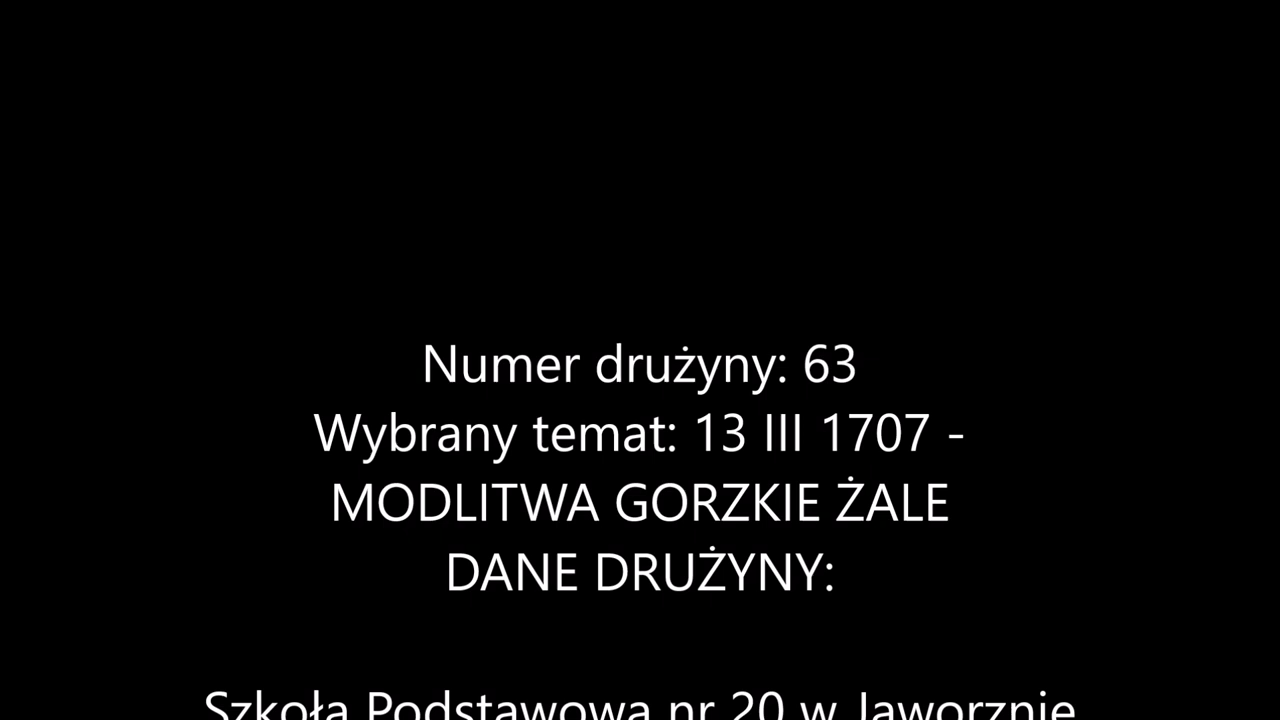 Numer drużyny: 63
Wybrany temat: 13 III 1707 -
MODLITWA GORZKIE ŻALE
DANE DRUŻYNY:
Szkoła Podstawowa nr 20 w Jaworznie